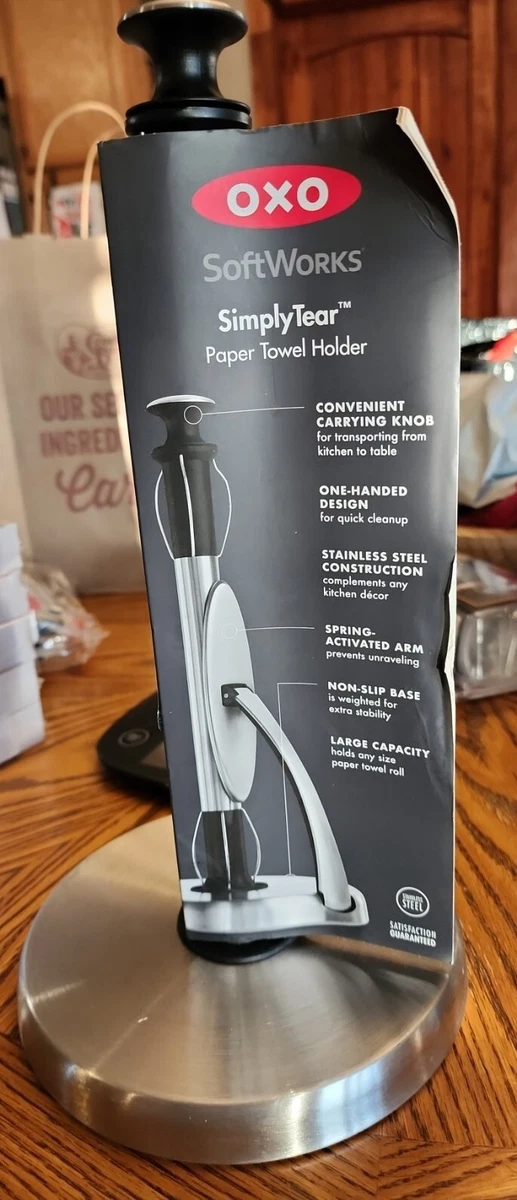 OXO
SoftWorks
SimplyTear™
Paper Towel Holder
CONVENIENT
CARRYING KNOB
for transporting from
kitchen to table
ONE-HANDED
DESIGN
for quick cleanup
STAINLESS STEEL
CONSTRUCTION
complements any
kitchen décor
SPRING-
ACTIVATED ARM
prevents unraveling
NON-SLIP BASE
is weighted for
extra stability
LARGE CAPACITY
holds any size
paper towel roll
STAINLESS
STEEL
SATISFACTION
GUARANTEED
OUR